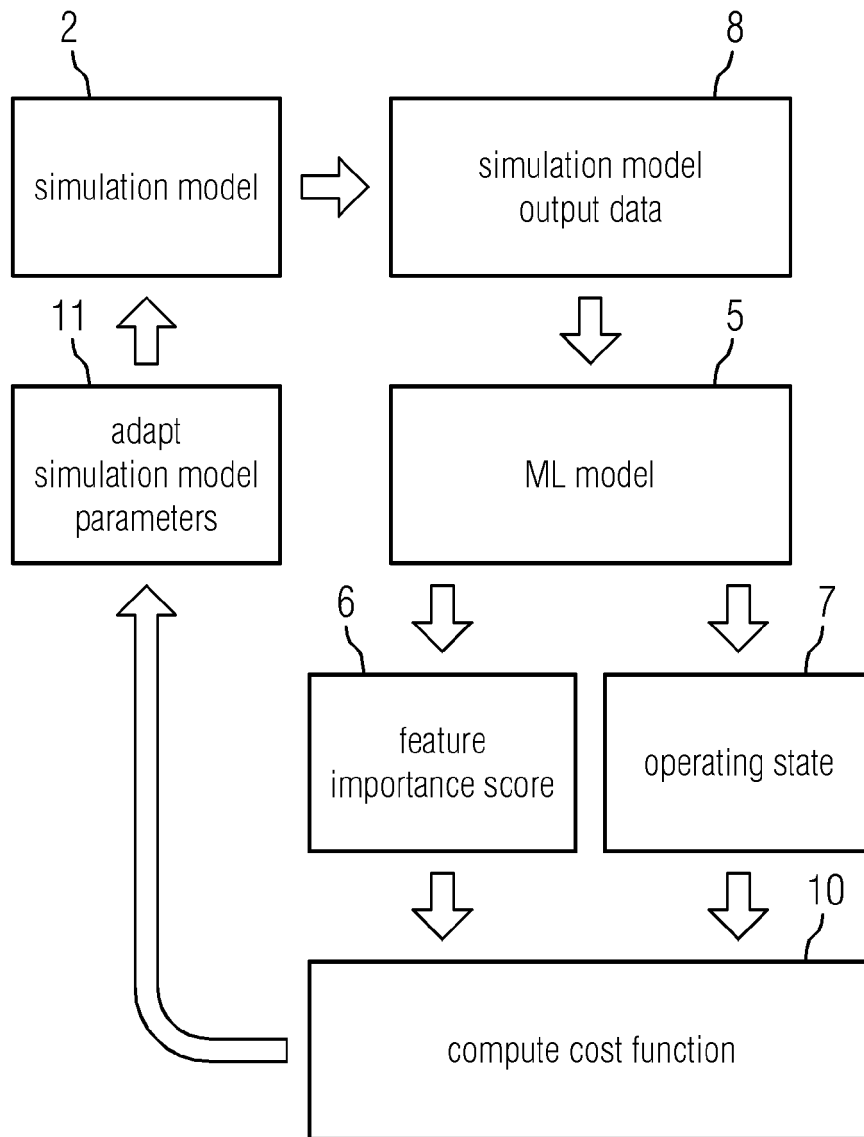 2
8
simulation model
simulation model
output data
11
5
adapt
simulation model
parameters
ML model
6
7
feature
importance score
operating state
10
compute cost function